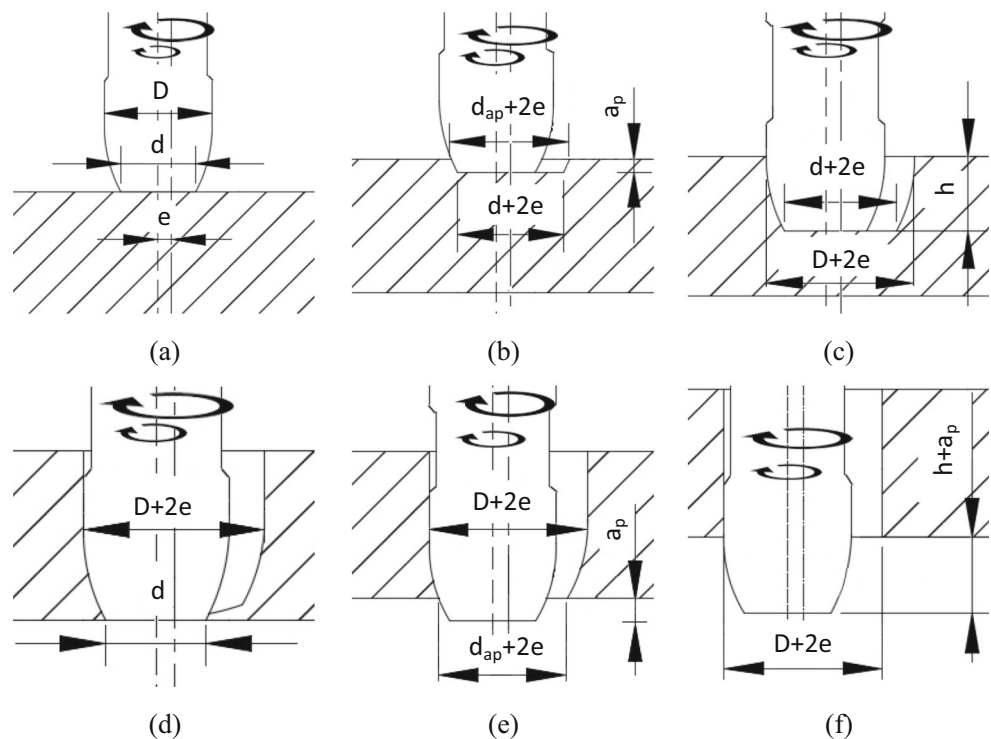 D
d
e
(a)
dap+2e
ap
d+2e
(b)
d+2e
h
D+2e
(c)
D+2e
d
(d)
D+2e
ap
dap+2e
(e)
h+ap
D+2e
(f)